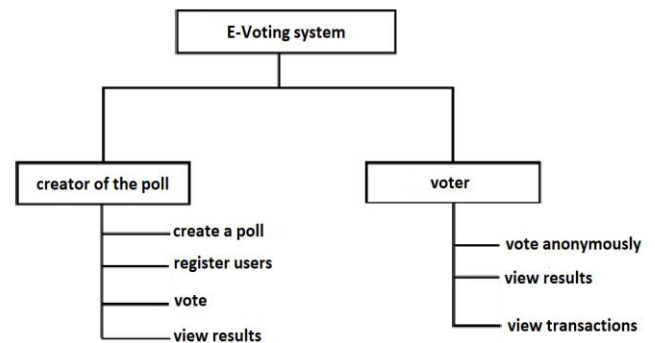 E-Voting system
creator of the poll
voter
create a poll
register users
vote
view results
vote anonymously
view results
view transactions